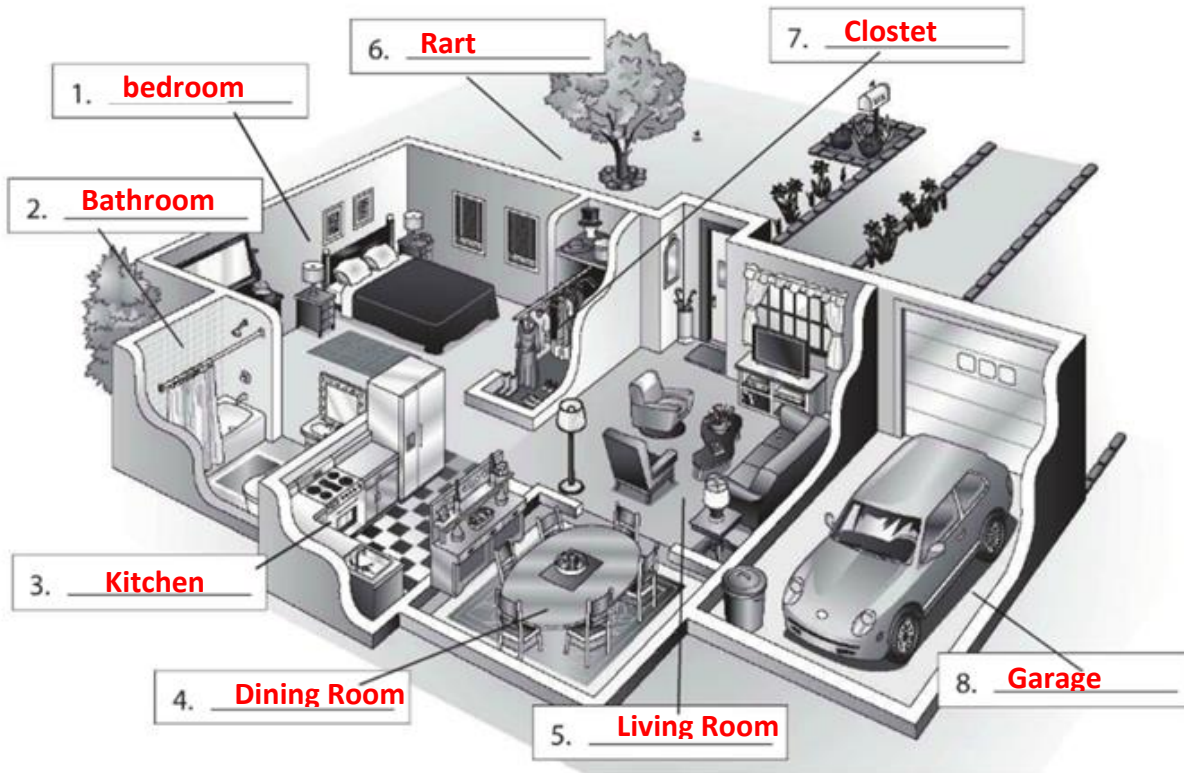 1. bedroom
2. Bathroom
3. Kitchen
4. Dining Room
5. Living Room
6. Rart
7. Clostet
8. Garage